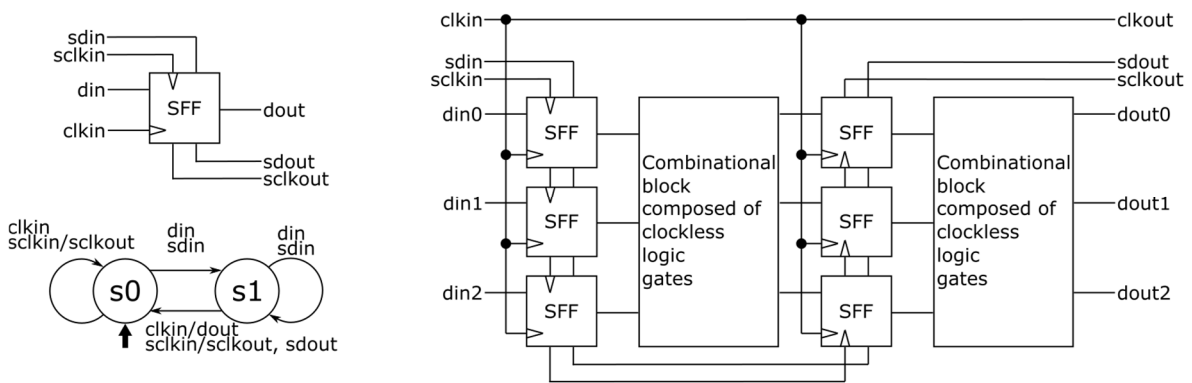 sdin
sclkin
din
clkin
SFF
dout
sdout
sclkout
clkin
sclkin/sclkout
din
sdin
din
sdin
s0
s1
clkin/dout
sclkin/sclkout, sdout
clkin
clkout
sdin
sclkin
sdout
sclkout
din0
SFF
SFF
dout0
din1
SFF
Combinational
block
composed of
clockless
logic
gates
SFF
Combinational
block
composed of
clockless
logic
gates
dout1
din2
SFF
SFF
dout2